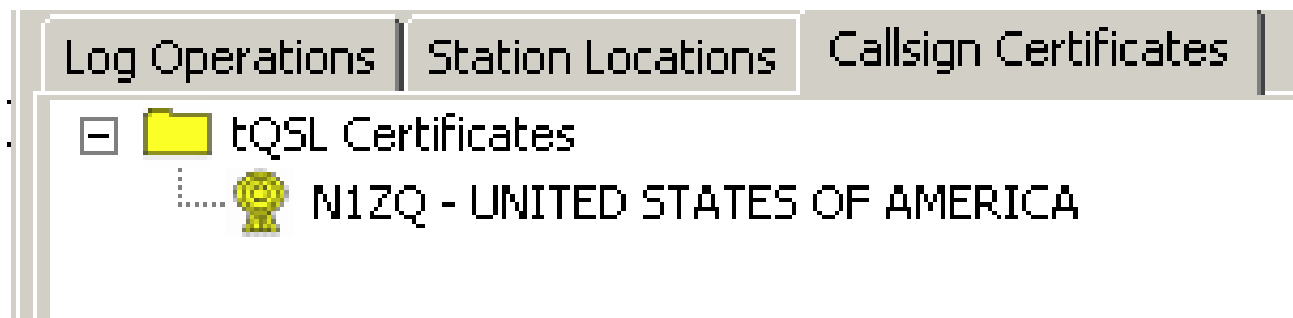 Log Operations Station Locations Callsign Certificates
tQSL Certificates
N1ZQ - UNITED STATES OF AMERICA